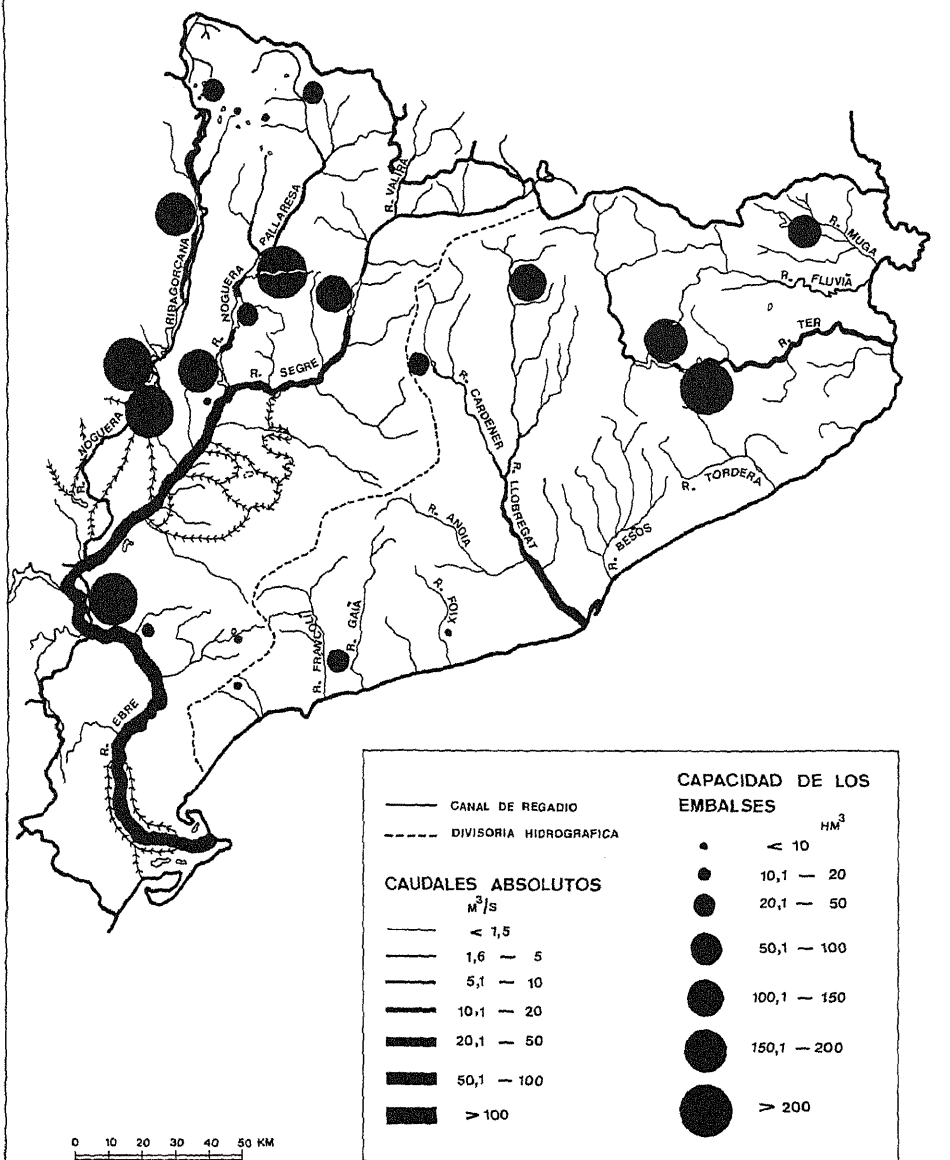 R. VALIRA
R. MUGA
PALLARESA
RIBAGORÇANA
R. FLUVIÀ
R. NOGUERA
R. TER
R. SEGRE
R. CARDENER
R. NOGUERA
R. TORDERA
R. LLOBREGAT
R. ANOIA
R. BESÒS
R. FOIX
R. GAIÀ
R. FRANCOLÍ
R. EBRE
CANAL DE REGADIO
DIVISORIA HIDROGRAFICA
CAUDALES ABSOLUTOS
M³/S
< 1,5
1,6 — 5
5,1 — 10
10,1 — 20
20,1 — 50
50,1 — 100
> 100
CAPACIDAD DE LOS
EMBALSES
HM³
< 10
10,1 — 20
20,1 — 50
50,1 — 100
100,1 — 150
150,1 — 200
> 200
0 10 20 30 40 50 KM